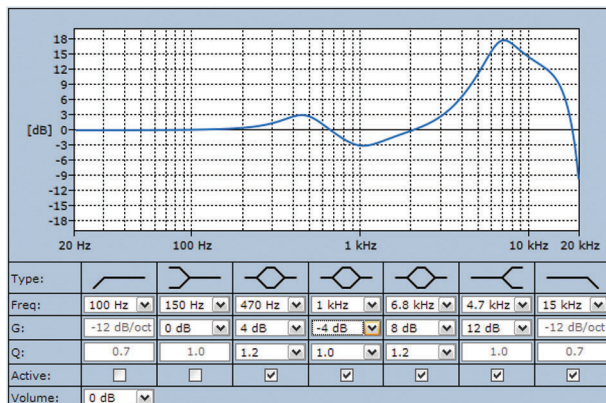 18
15
12
9
6
3
[dB] 0
-3
-6
-9
-12
-15
-18
20 Hz 100 Hz 1 kHz 10 kHz 20 kHz
Type:
Freq: 100 Hz 150 Hz 470 Hz 1 kHz 6.8 kHz 4.7 kHz 15 kHz
G: -12 dB/oct 0 dB 4 dB -4 dB 8 dB 12 dB -12 dB/oct
Q: 0.7 1.0 1.2 1.0 1.2 1.0 0.7
Active:
Volume: 0 dB